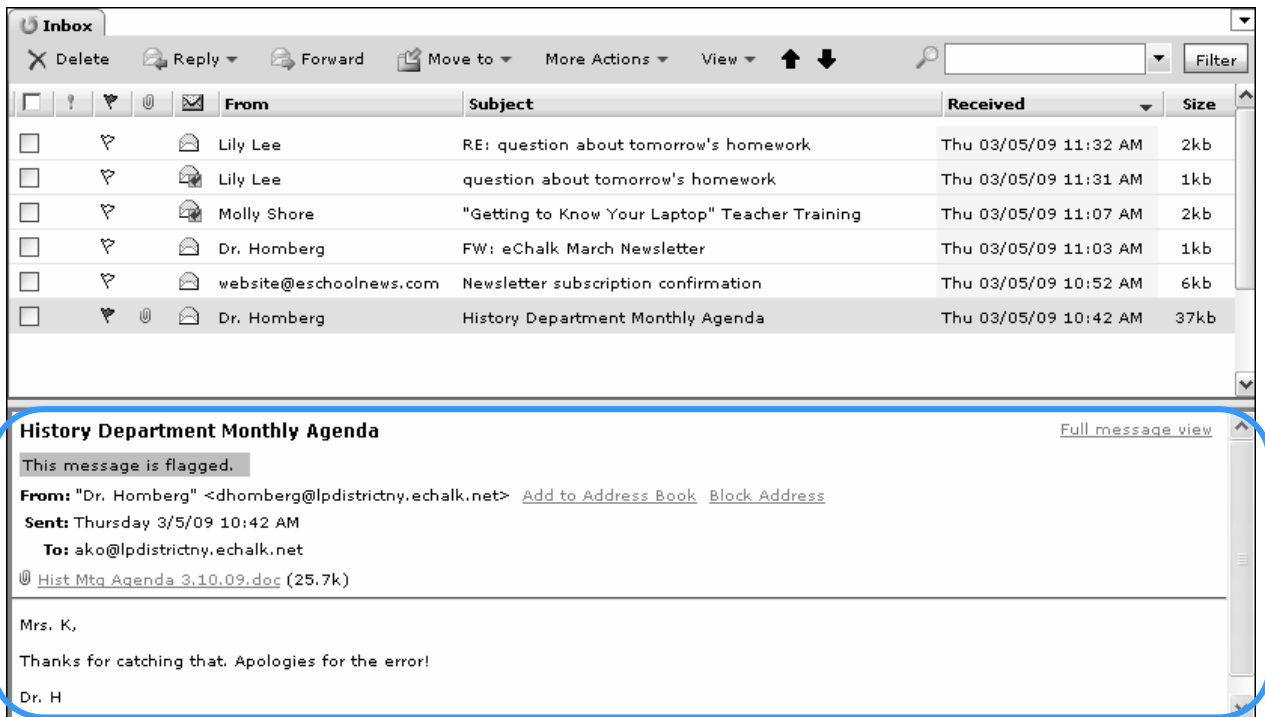 Inbox
Delete Reply Forward Move to More Actions View Filter
From Subject Received Size
Lily Lee RE: question about tomorrow's homework Thu 03/05/09 11:32 AM 2kb
Lily Lee question about tomorrow's homework Thu 03/05/09 11:31 AM 1kb
Molly Shore "Getting to Know Your Laptop" Teacher Training Thu 03/05/09 11:07 AM 2kb
Dr. Homberg FW: eChalk March Newsletter Thu 03/05/09 11:03 AM 1kb
website@eschoolnews.com Newsletter subscription confirmation Thu 03/05/09 10:52 AM 6kb
Dr. Homberg History Department Monthly Agenda Thu 03/05/09 10:42 AM 37kb
History Department Monthly Agenda Full message view
This message is flagged.
From: "Dr. Homberg" <dhomberg@lpdistrictny.echalk.net> Add to Address Book Block Address
Sent: Thursday 3/5/09 10:42 AM
To: ako@lpdistrictny.echalk.net
Hist Mtg Agenda 3.10.09.doc (25.7k)
Mrs. K,
Thanks for catching that. Apologies for the error!
Dr. H